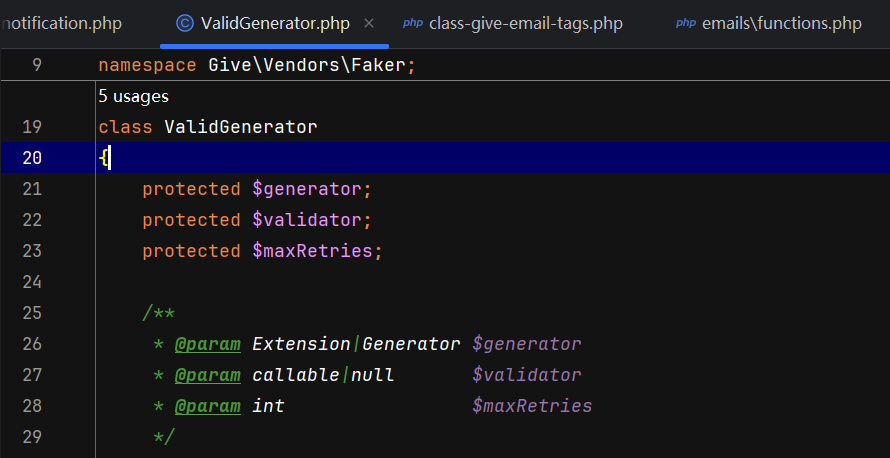 notification.php ValidGenerator.php × php class-give-email-tags.php php emails\functions.php
9 namespace Give\Vendors\Faker;
5 usages
19 class ValidGenerator
20 {
21 protected $generator;
22 protected $validator;
23 protected $maxRetries;
24
25 /**
26 * @param Extension|Generator $generator
27 * @param callable|null $validator
28 * @param int $maxRetries
29 */